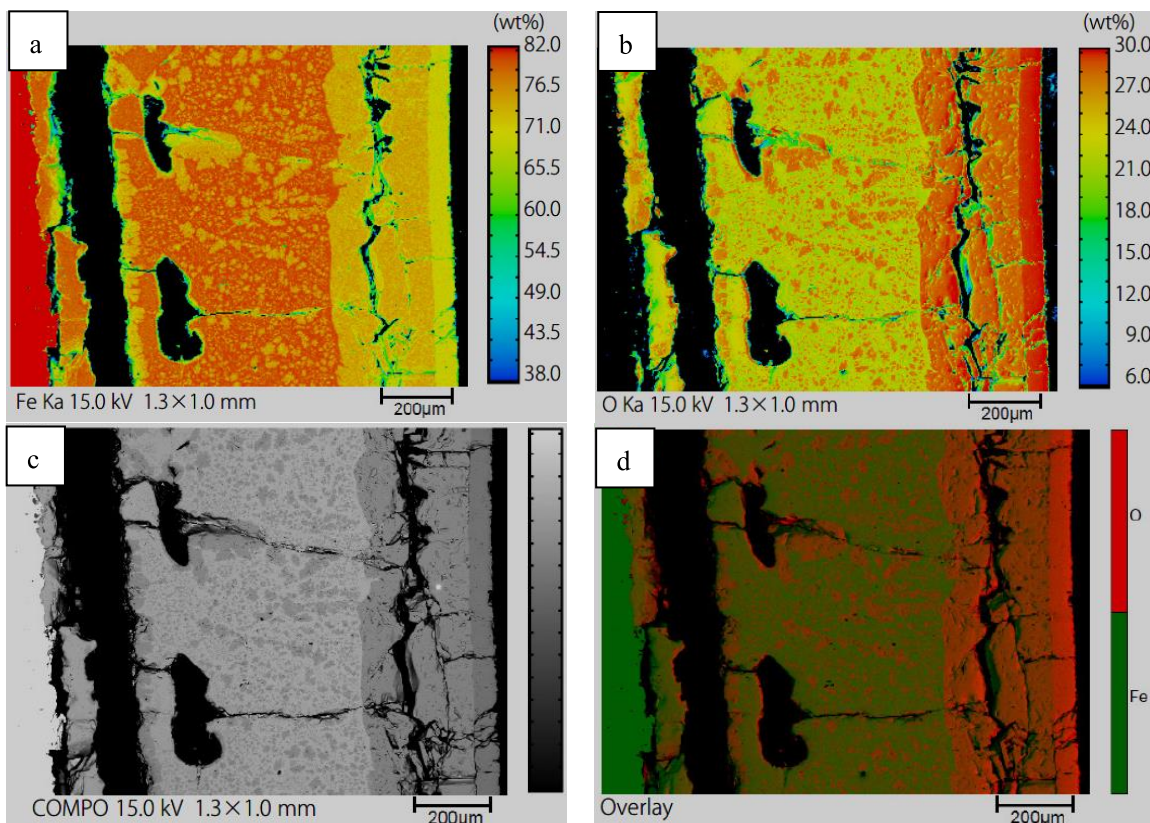 a
(wt%)
82.0
76.5
71.0
65.5
60.0
54.5
49.0
43.5
38.0
Fe Ka 15.0 kV 1.3×1.0 mm
200μm
b
(wt%)
30.0
27.0
24.0
21.0
18.0
15.0
12.0
9.0
6.0
O Ka 15.0 kV 1.3×1.0 mm
200μm
c
COMPO 15.0 kV 1.3×1.0 mm
200μm
d
O
Fe
Overlay
200μm